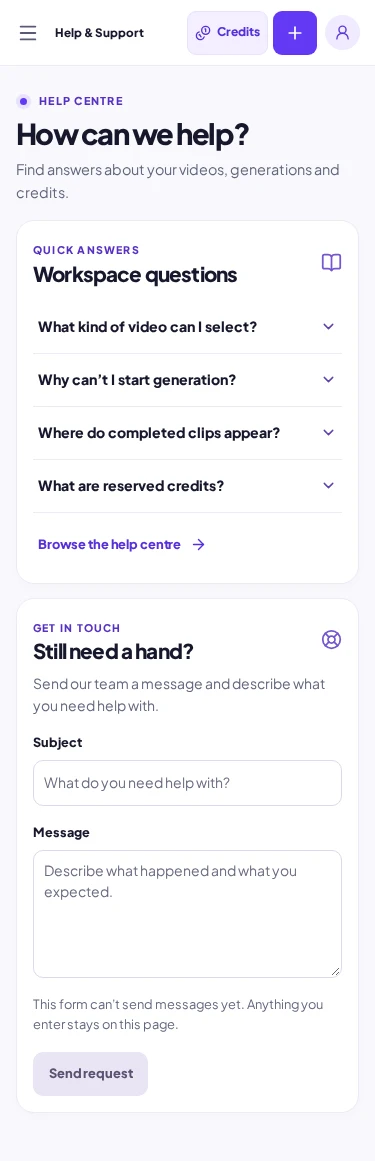 Help & Support
Credits
HELP CENTRE
How can we help?
Find answers about your videos, generations and
credits.
QUICK ANSWERS
Workspace questions
What kind of video can I select?
Why can’t I start generation?
Where do completed clips appear?
What are reserved credits?
Browse the help centre
GET IN TOUCH
Still need a hand?
Send our team a message and describe what
you need help with.
Subject
What do you need help with?
Message
Describe what happened and what you
expected.
This form can't send messages yet. Anything you
enter stays on this page.
Send request